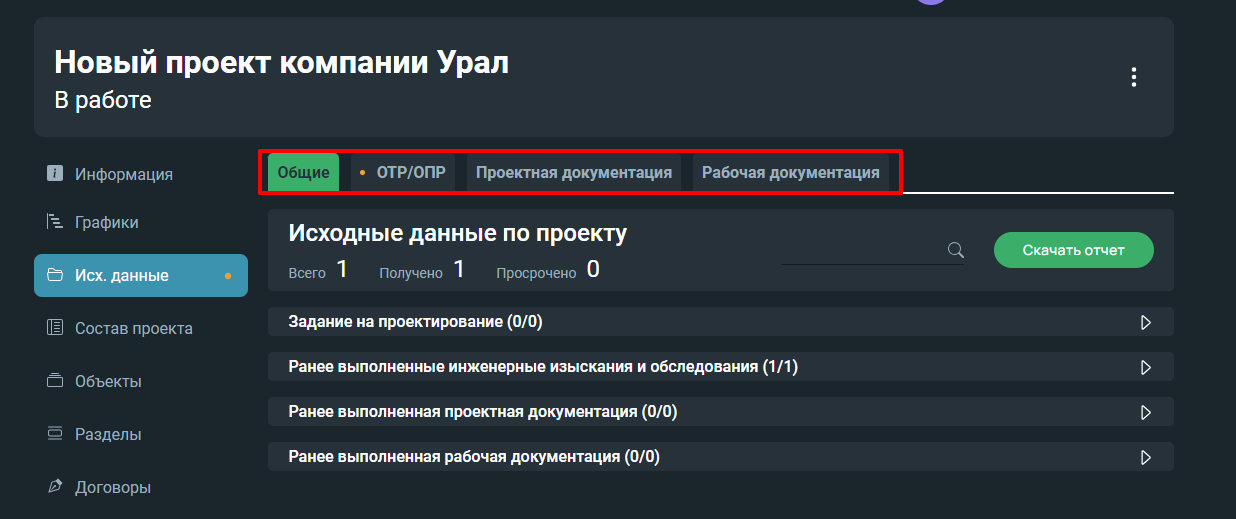 Новый проект компании Урал
В работе
Информация
Графики
Исх. данные
Состав проекта
Объекты
Разделы
Договоры
Общие ОТР/ОПР Проектная документация Рабочая документация
Исходные данные по проекту
Всего 1 Получено 1 Просрочено 0
Скачать отчет
Задание на проектирование (0/0)
Ранее выполненные инженерные изыскания и обследования (1/1)
Ранее выполненная проектная документация (0/0)
Ранее выполненная рабочая документация (0/0)